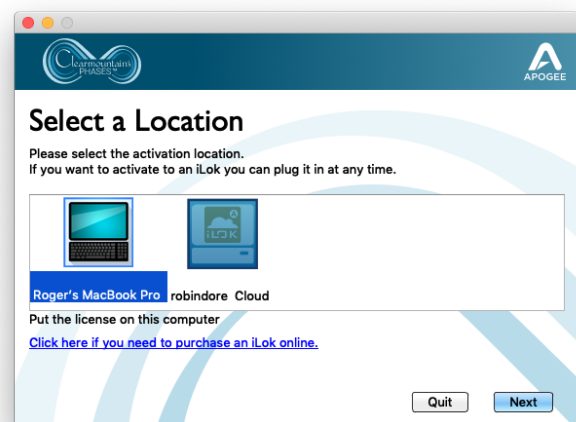 Clearmountain's
PHASES™
APOGEE
Select a Location
Please select the activation location.
If you want to activate to an iLok you can plug it in at any time.
iLOK
Roger's MacBook Pro
robindore Cloud
Put the license on this computer
Click here if you need to purchase an iLok online.
Quit
Next